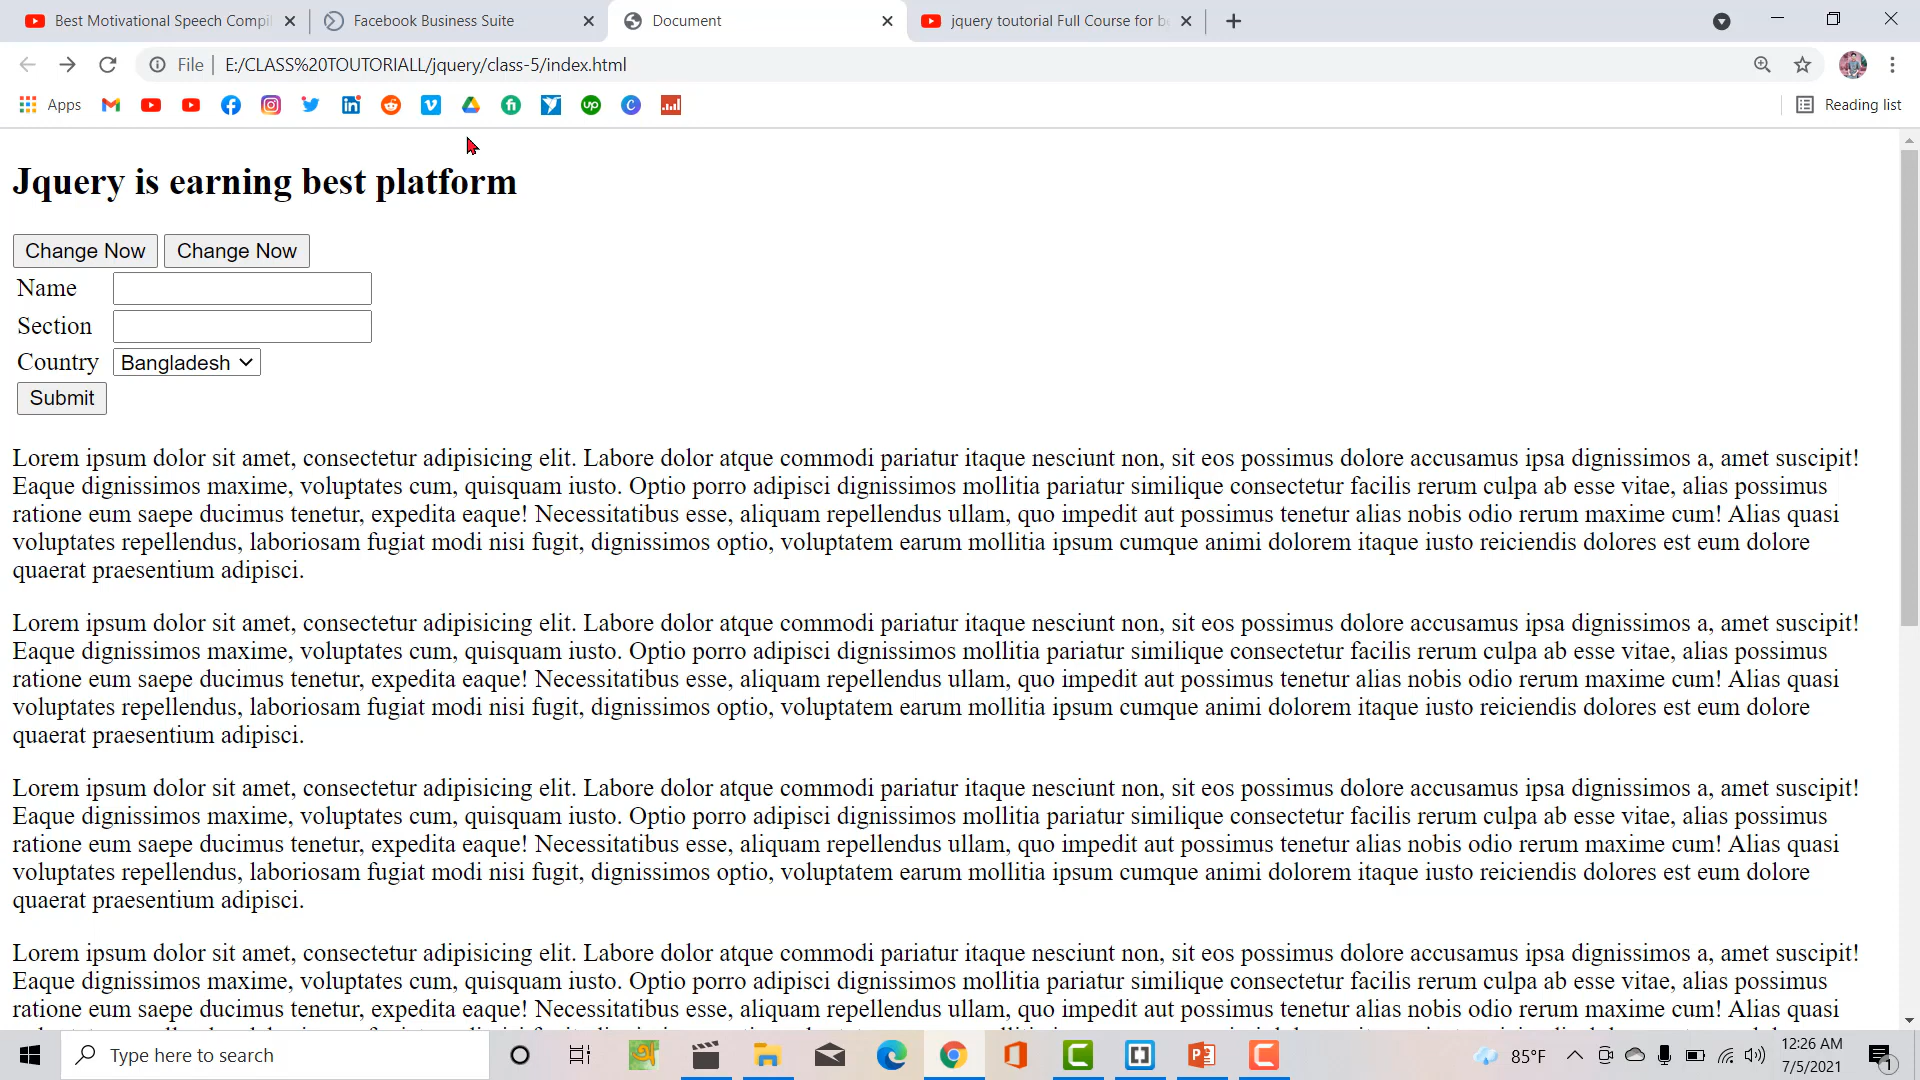 Best Motivational Speech Compil
Facebook Business Suite
Document
jquery toutorial Full Course for be
File
E:/CLASS%20TOUTORIALL/jquery/class-5/index.html
Apps
Reading list
Jquery is earning best platform
Change Now
Change Now
Name
Section
Country
Bangladesh
Submit
Lorem ipsum dolor sit amet, consectetur adipisicing elit. Labore dolor atque commodi pariatur itaque nesciunt non, sit eos possimus dolore accusamus ipsa dignissimos a, amet suscipit!
Eaque dignissimos maxime, voluptates cum, quisquam iusto. Optio porro adipisci dignissimos mollitia pariatur similique consectetur facilis rerum culpa ab esse vitae, alias possimus
ratione eum saepe ducimus tenetur, expedita eaque! Necessitatibus esse, aliquam repellendus ullam, quo impedit aut possimus tenetur alias nobis odio rerum maxime cum! Alias quasi
voluptates repellendus, laboriosam fugiat modi nisi fugit, dignissimos optio, voluptatem earum mollitia ipsum cumque animi dolorem itaque iusto reiciendis dolores est eum dolore
quaerat praesentium adipisci.
Lorem ipsum dolor sit amet, consectetur adipisicing elit. Labore dolor atque commodi pariatur itaque nesciunt non, sit eos possimus dolore accusamus ipsa dignissimos a, amet suscipit!
Eaque dignissimos maxime, voluptates cum, quisquam iusto. Optio porro adipisci dignissimos mollitia pariatur similique consectetur facilis rerum culpa ab esse vitae, alias possimus
ratione eum saepe ducimus tenetur, expedita eaque! Necessitatibus esse, aliquam repellendus ullam, quo impedit aut possimus tenetur alias nobis odio rerum maxime cum! Alias quasi
voluptates repellendus, laboriosam fugiat modi nisi fugit, dignissimos optio, voluptatem earum mollitia ipsum cumque animi dolorem itaque iusto reiciendis dolores est eum dolore
quaerat praesentium adipisci.
Lorem ipsum dolor sit amet, consectetur adipisicing elit. Labore dolor atque commodi pariatur itaque nesciunt non, sit eos possimus dolore accusamus ipsa dignissimos a, amet suscipit!
Eaque dignissimos maxime, voluptates cum, quisquam iusto. Optio porro adipisci dignissimos mollitia pariatur similique consectetur facilis rerum culpa ab esse vitae, alias possimus
ratione eum saepe ducimus tenetur, expedita eaque! Necessitatibus esse, aliquam repellendus ullam, quo impedit aut possimus tenetur alias nobis odio rerum maxime cum! Alias quasi
voluptates repellendus, laboriosam fugiat modi nisi fugit, dignissimos optio, voluptatem earum mollitia ipsum cumque animi dolorem itaque iusto reiciendis dolores est eum dolore
quaerat praesentium adipisci.
Lorem ipsum dolor sit amet, consectetur adipisicing elit. Labore dolor atque commodi pariatur itaque nesciunt non, sit eos possimus dolore accusamus ipsa dignissimos a, amet suscipit!
Eaque dignissimos maxime, voluptates cum, quisquam iusto. Optio porro adipisci dignissimos mollitia pariatur similique consectetur facilis rerum culpa ab esse vitae, alias possimus
ratione eum saepe ducimus tenetur, expedita eaque! Necessitatibus esse, aliquam repellendus ullam, quo impedit aut possimus tenetur alias nobis odio rerum maxime cum! Alias quasi
Type here to search
85°F
12:26 AM
7/5/2021
1